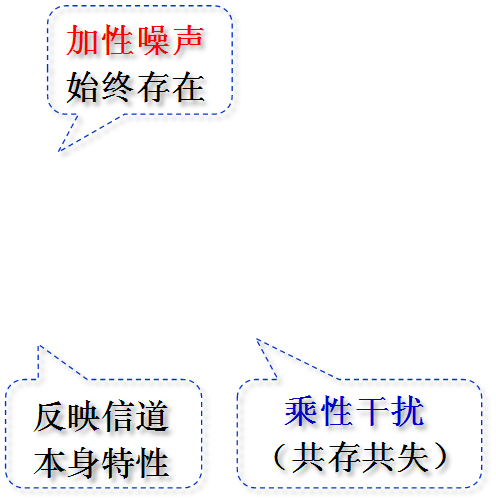 加性噪声
始终存在
反映信道
本身特性
乘性干扰
（共存共失）